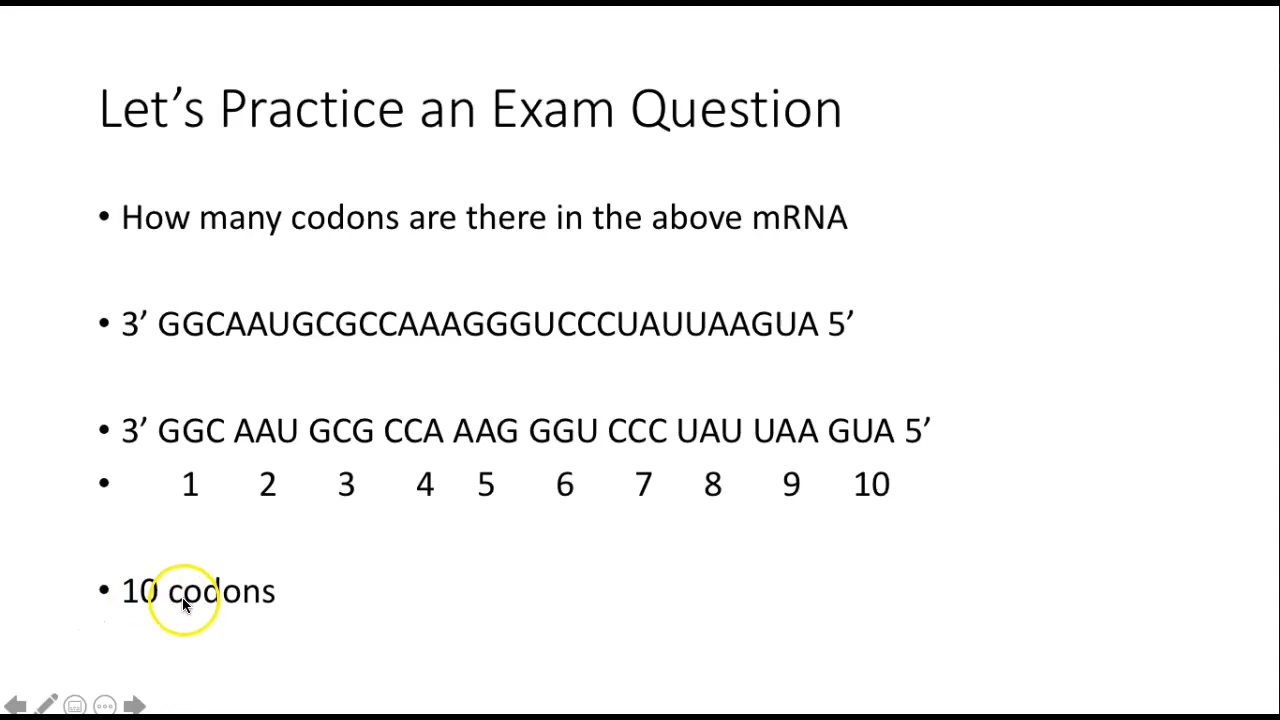 Let’s Practice an Exam Question
• How many codons are there in the above mRNA
• 3’ GGCAAUGCGCCAAAGGGUCCCUAUUAAGUA 5’
• 3’ GGC AAU GCG CCA AAG GGU CCC UAU UAA GUA 5’
• 1 2 3 4 5 6 7 8 9 10
• 10 codons